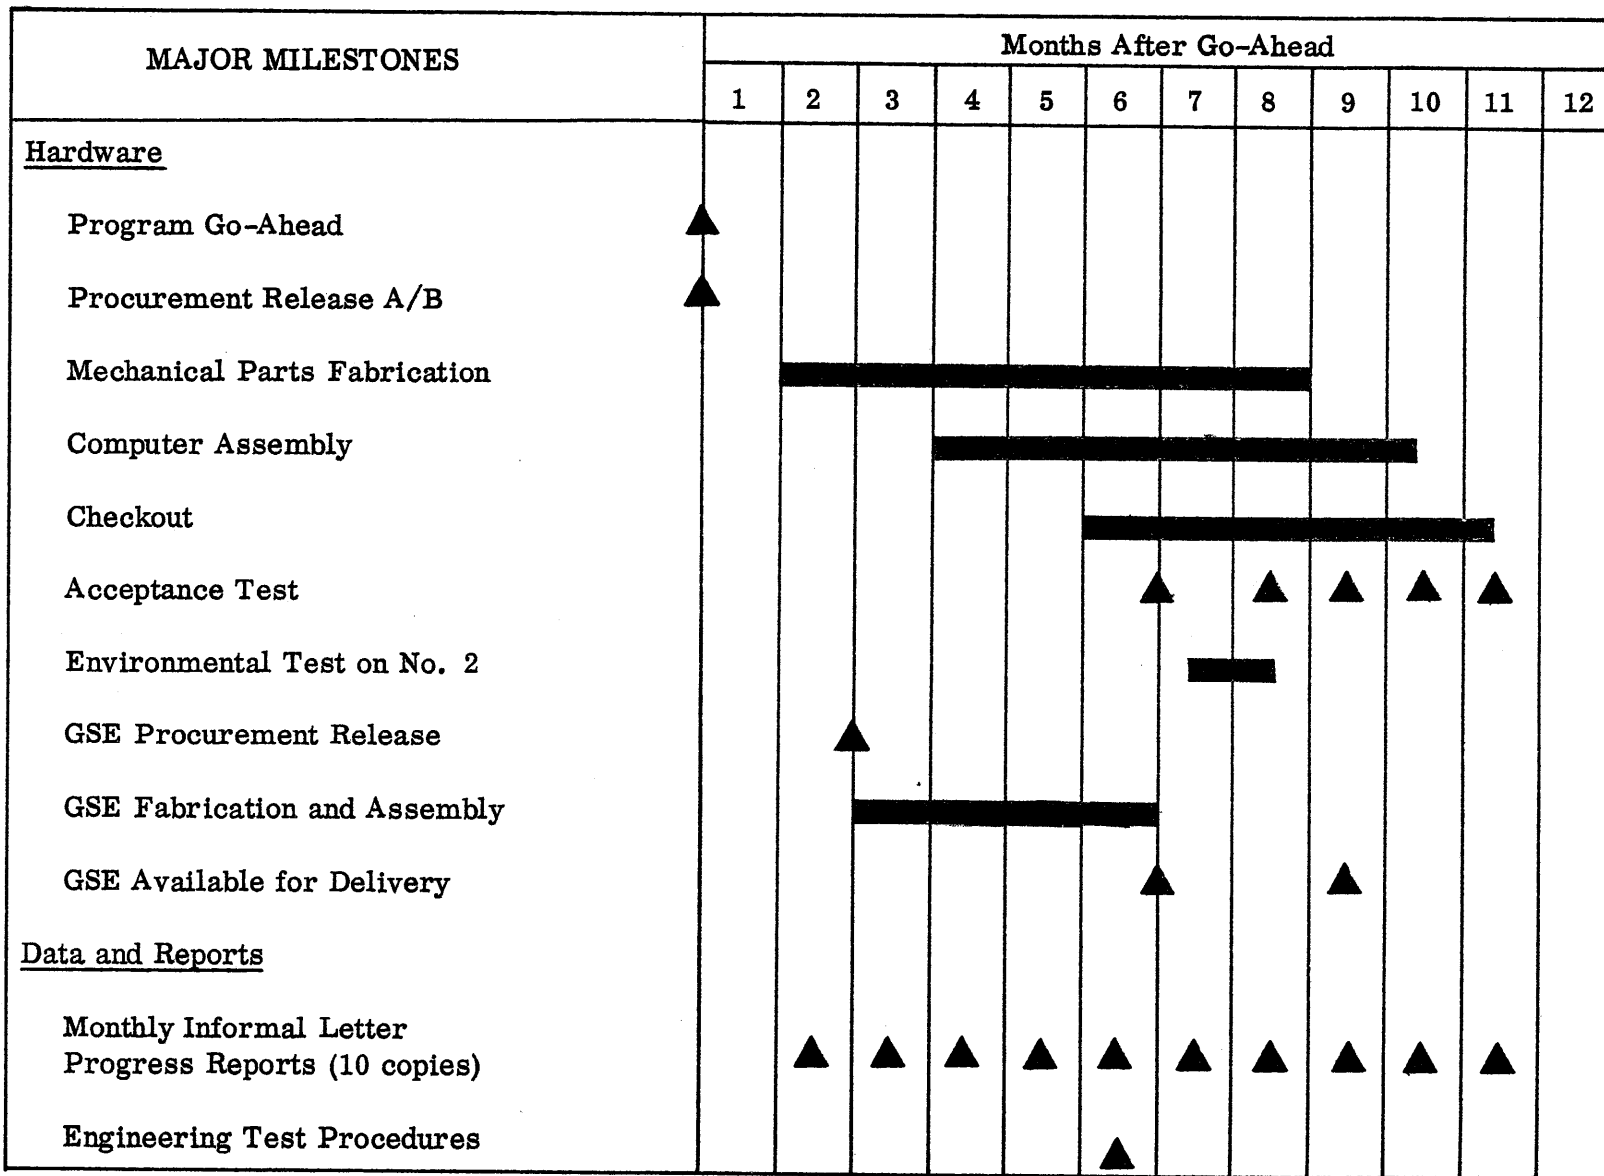 MAJOR MILESTONES
Months After Go-Ahead
1 2 3 4 5 6 7 8 9 10 11 12
Hardware
Program Go-Ahead
Procurement Release A/B
Mechanical Parts Fabrication
Computer Assembly
Checkout
Acceptance Test
Environmental Test on No. 2
GSE Procurement Release
GSE Fabrication and Assembly
GSE Available for Delivery
Data and Reports
Monthly Informal Letter
Progress Reports (10 copies)
Engineering Test Procedures